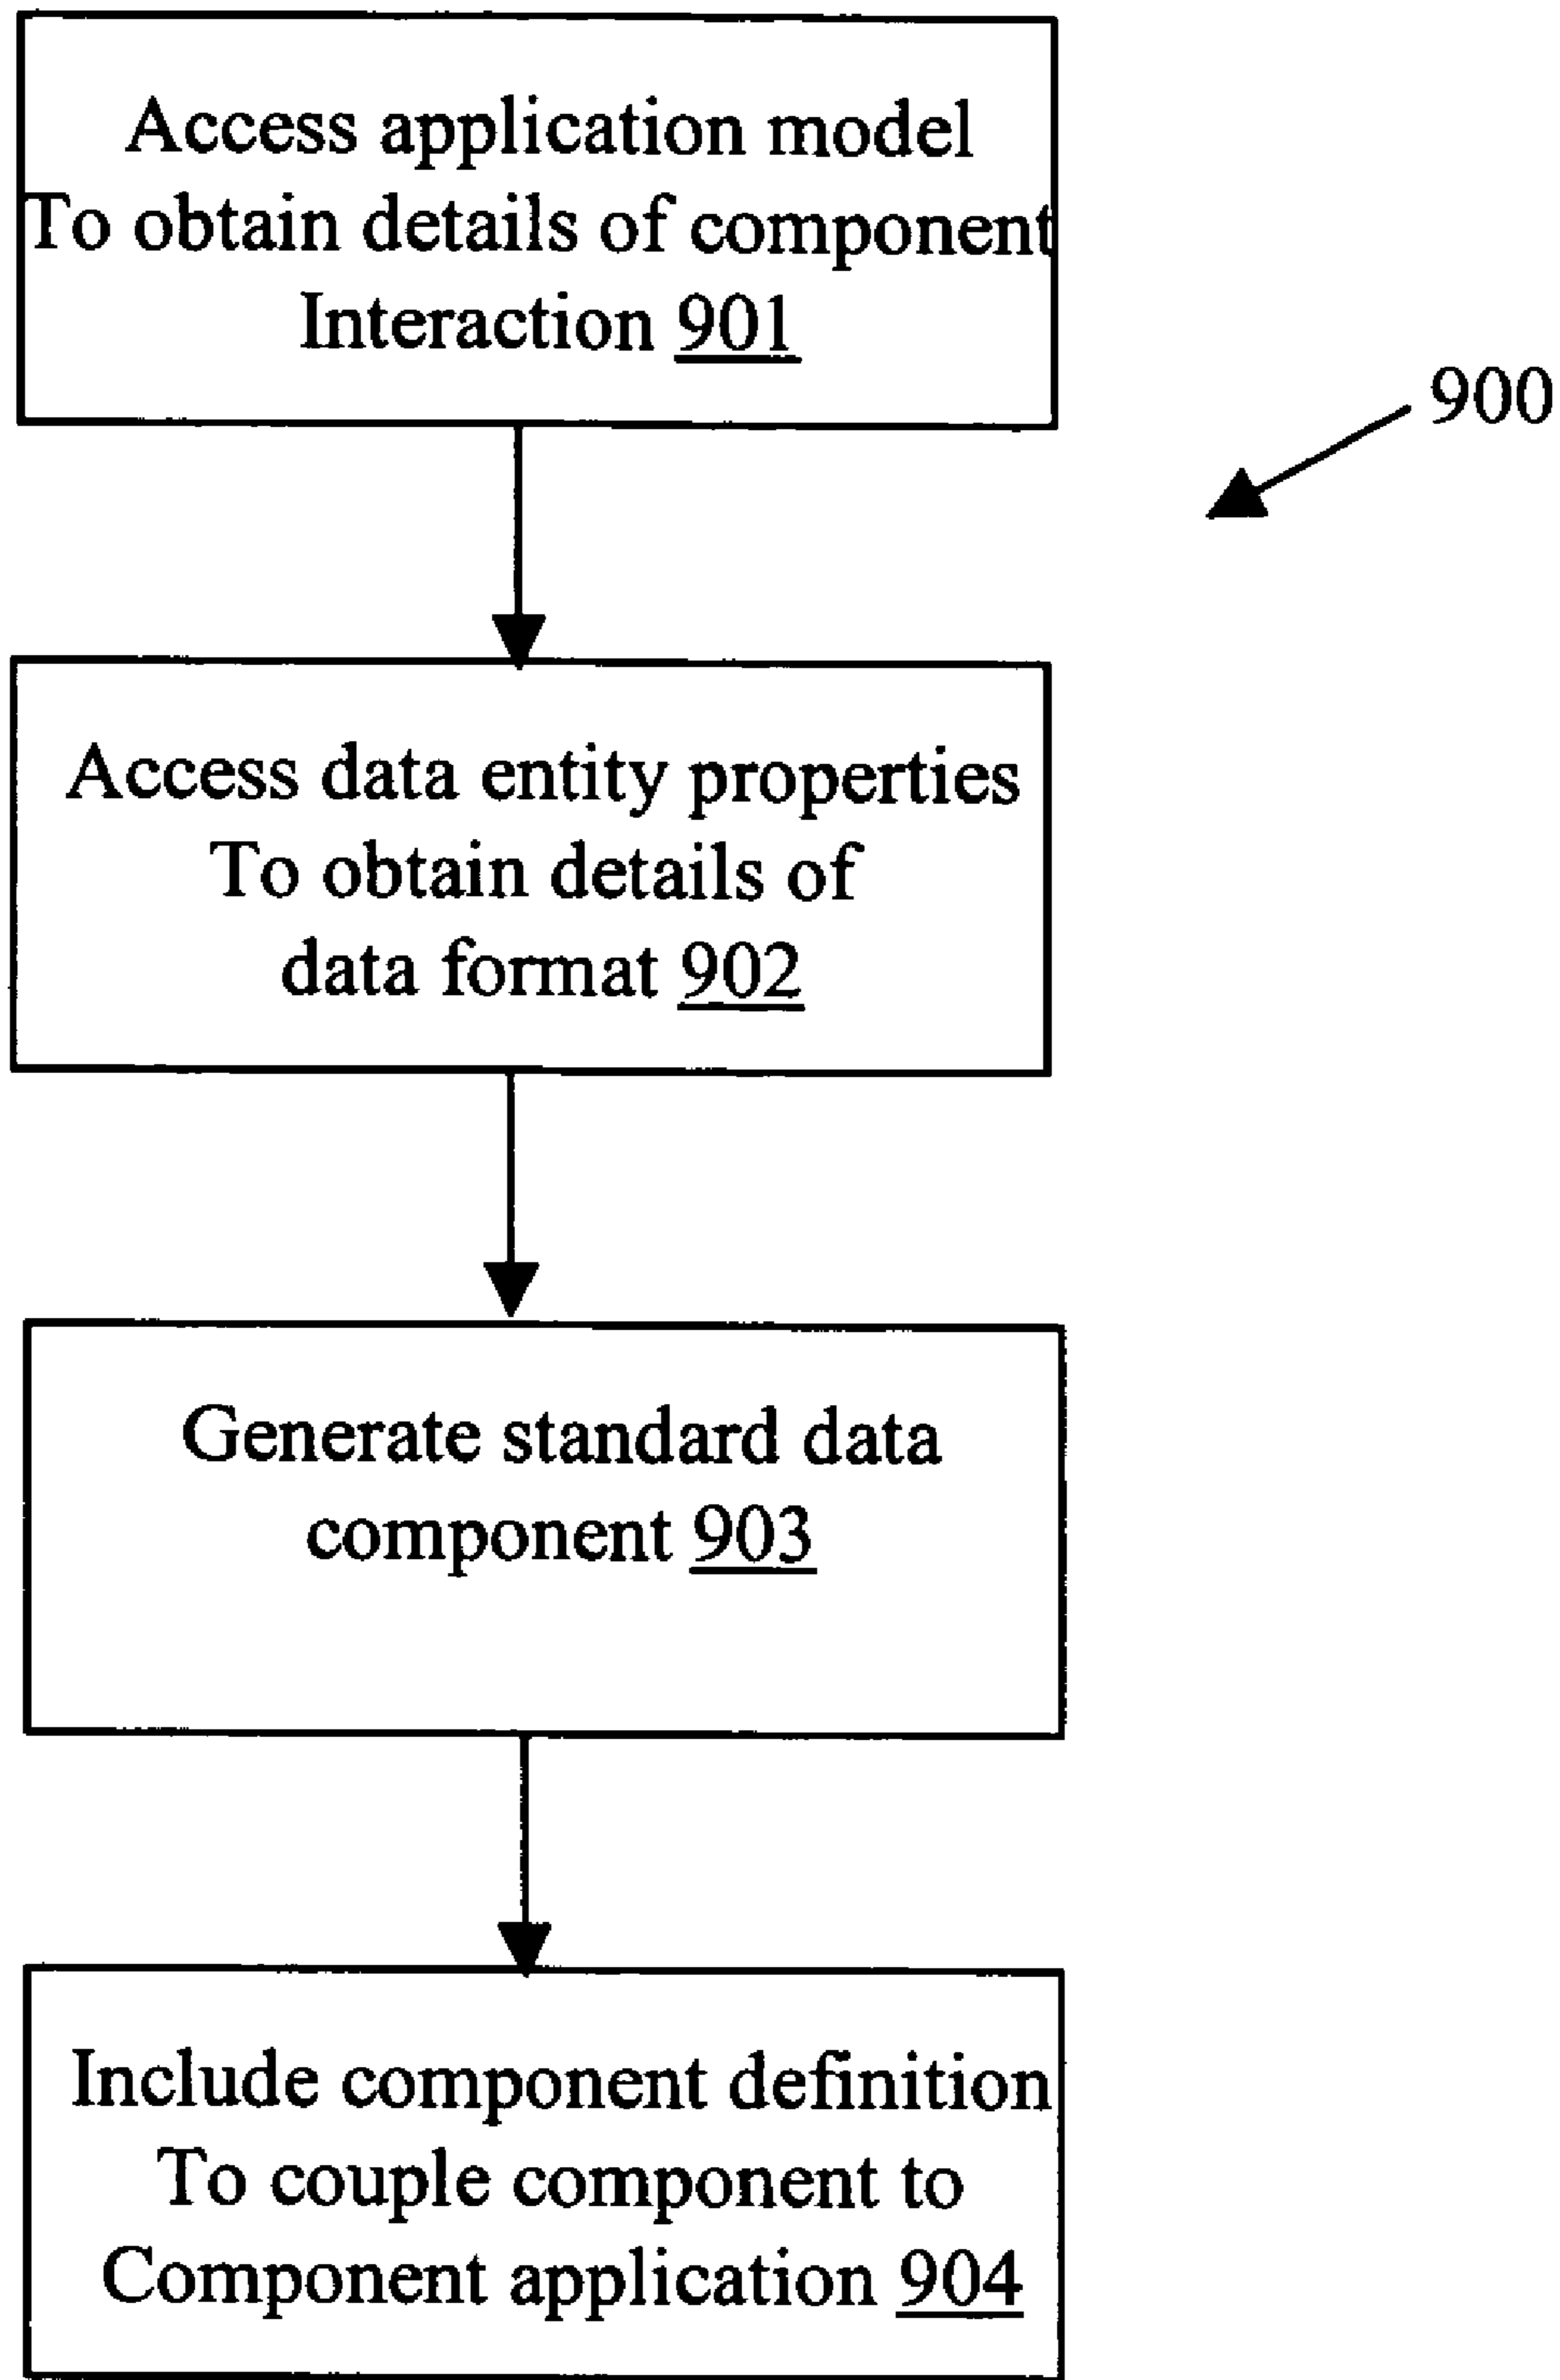 Access application model
To obtain details of component
Interaction 901
900
Access data entity properties
To obtain details of
data format 902
Generate standard data
component 903
Include component definition
To couple component to
Component application 904